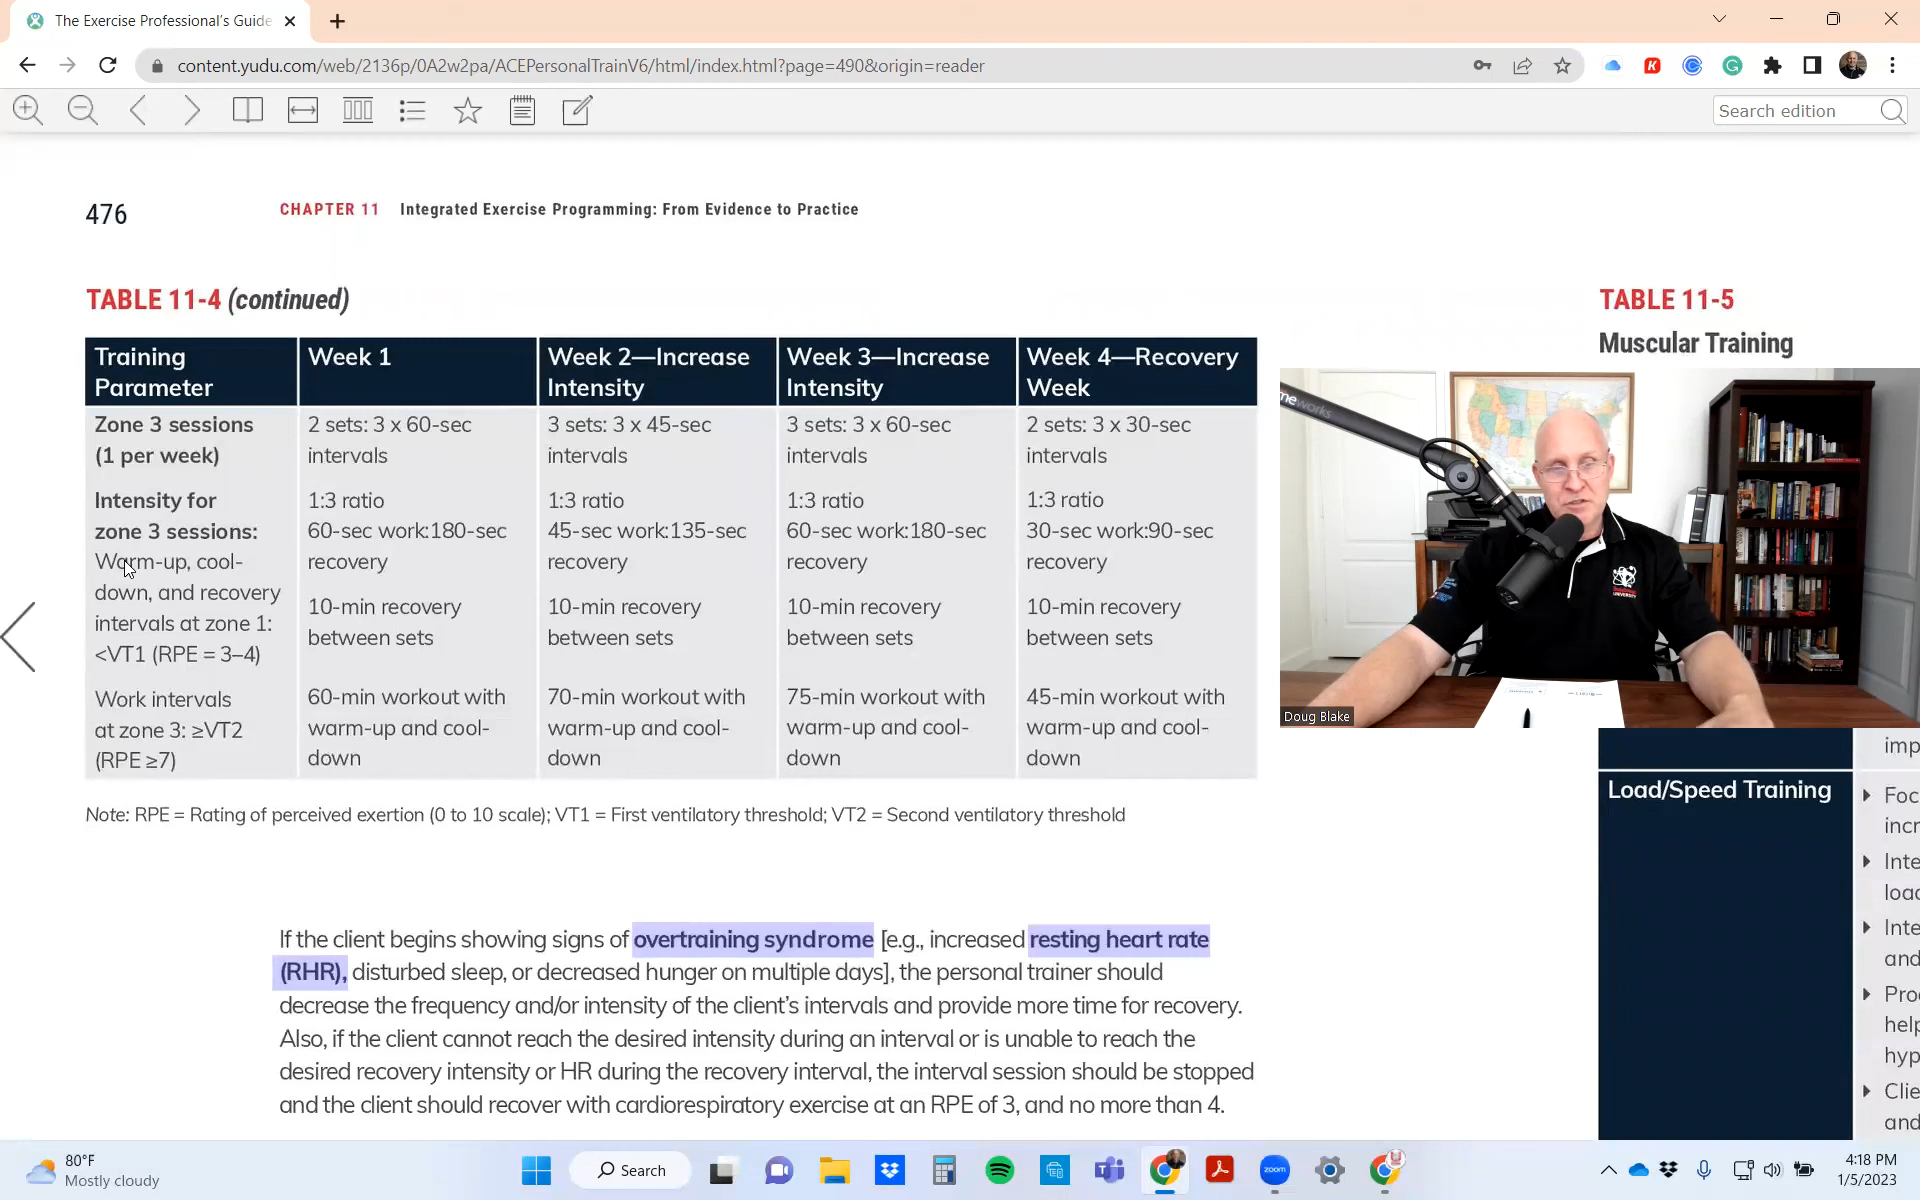 The Exercise Professional's Guide
content.yudu.com/web/2136p/0A2w2pa/ACEPersonalTrainV6/html/index.html?page=490&origin=reader
Search edition
476
CHAPTER 11 Integrated Exercise Programming: From Evidence to Practice
TABLE 11-4 (continued)
Training Parameter
Week 1
Week 2—Increase Intensity
Week 3—Increase Intensity
Week 4—Recovery Week
Zone 3 sessions
(1 per week)
2 sets: 3 x 60-sec
intervals
3 sets: 3 x 45-sec
intervals
3 sets: 3 x 60-sec
intervals
2 sets: 3 x 30-sec
intervals
Intensity for
zone 3 sessions:
Warm-up, cool-
down, and recovery
intervals at zone 1:
<VT1 (RPE = 3–4)
1:3 ratio
60-sec work:180-sec
recovery
10-min recovery
between sets
1:3 ratio
45-sec work:135-sec
recovery
10-min recovery
between sets
1:3 ratio
60-sec work:180-sec
recovery
10-min recovery
between sets
1:3 ratio
30-sec work:90-sec
recovery
10-min recovery
between sets
Work intervals
at zone 3: ≥VT2
(RPE ≥7)
60-min workout with
warm-up and cool-
down
70-min workout with
warm-up and cool-
down
75-min workout with
warm-up and cool-
down
45-min workout with
warm-up and cool-
down
Note: RPE = Rating of perceived exertion (0 to 10 scale); VT1 = First ventilatory threshold; VT2 = Second ventilatory threshold
If the client begins showing signs of overtraining syndrome [e.g., increased resting heart rate
(RHR), disturbed sleep, or decreased hunger on multiple days], the personal trainer should
decrease the frequency and/or intensity of the client's intervals and provide more time for recovery.
Also, if the client cannot reach the desired intensity during an interval or is unable to reach the
desired recovery intensity or HR during the recovery interval, the interval session should be stopped
and the client should recover with cardiorespiratory exercise at an RPE of 3, and no more than 4.
TABLE 11-5
Muscular Training
Doug Blake
imp
Load/Speed Training
Foc
incr
Inte
load
Inte
and
Pro
help
hyp
Clie
and
80°F
Mostly cloudy
Search
zoom
4:18 PM
1/5/2023